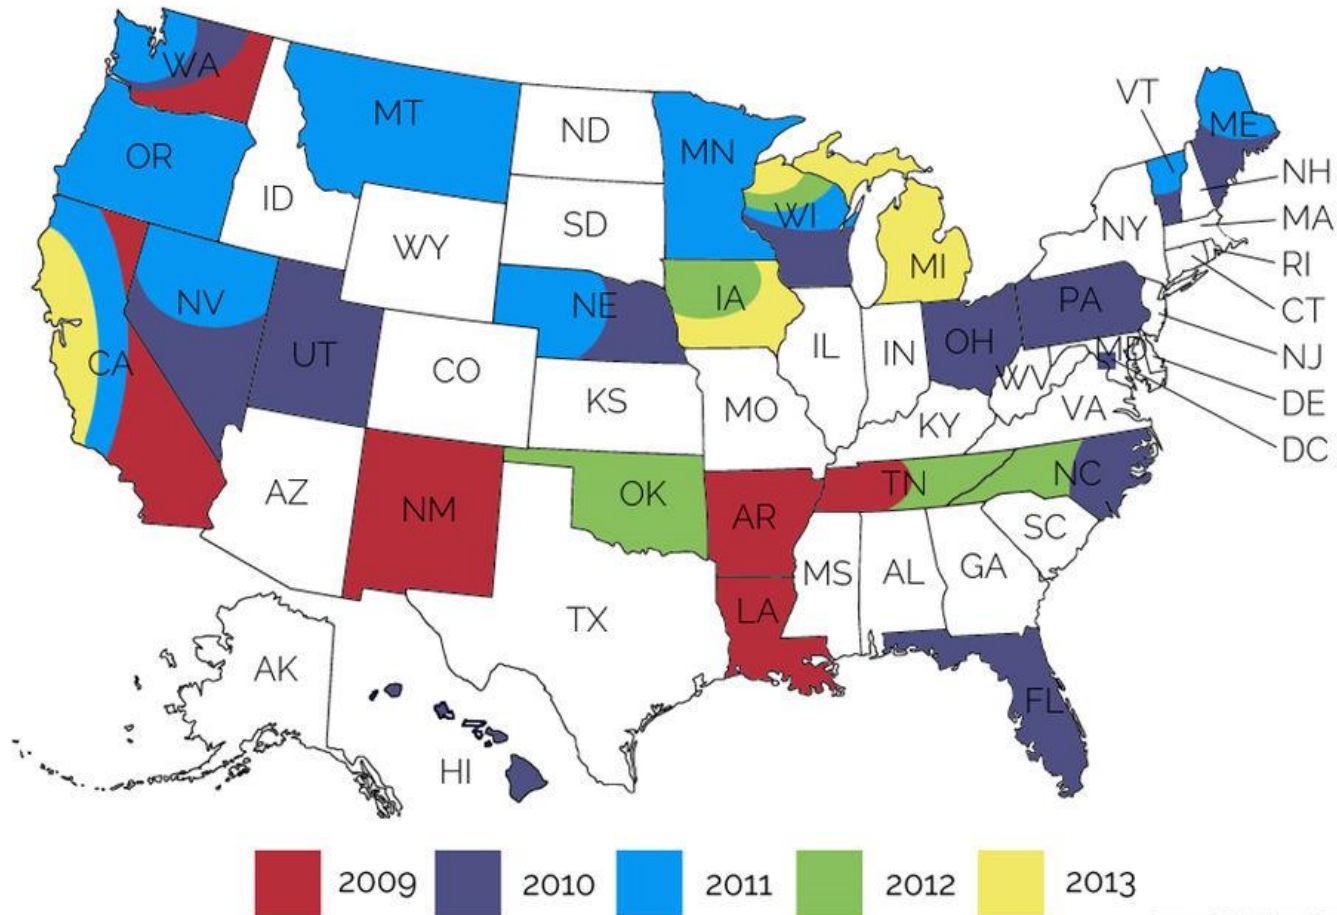 WA
MT
ND
MN
VT
ME
OR
ID
SD
WI
NH
WY
NY
MA
MI
RI
NV
NE
IA
PA
CT
CA
UT
CO
IL
IN
OH
MD
NJ
WV
KS
MO
KY
VA
DE
DC
AZ
NM
OK
AR
TN
NC
SC
MS
AL
GA
TX
LA
AK
FL
HI
2009 2010 2011 2012 2013